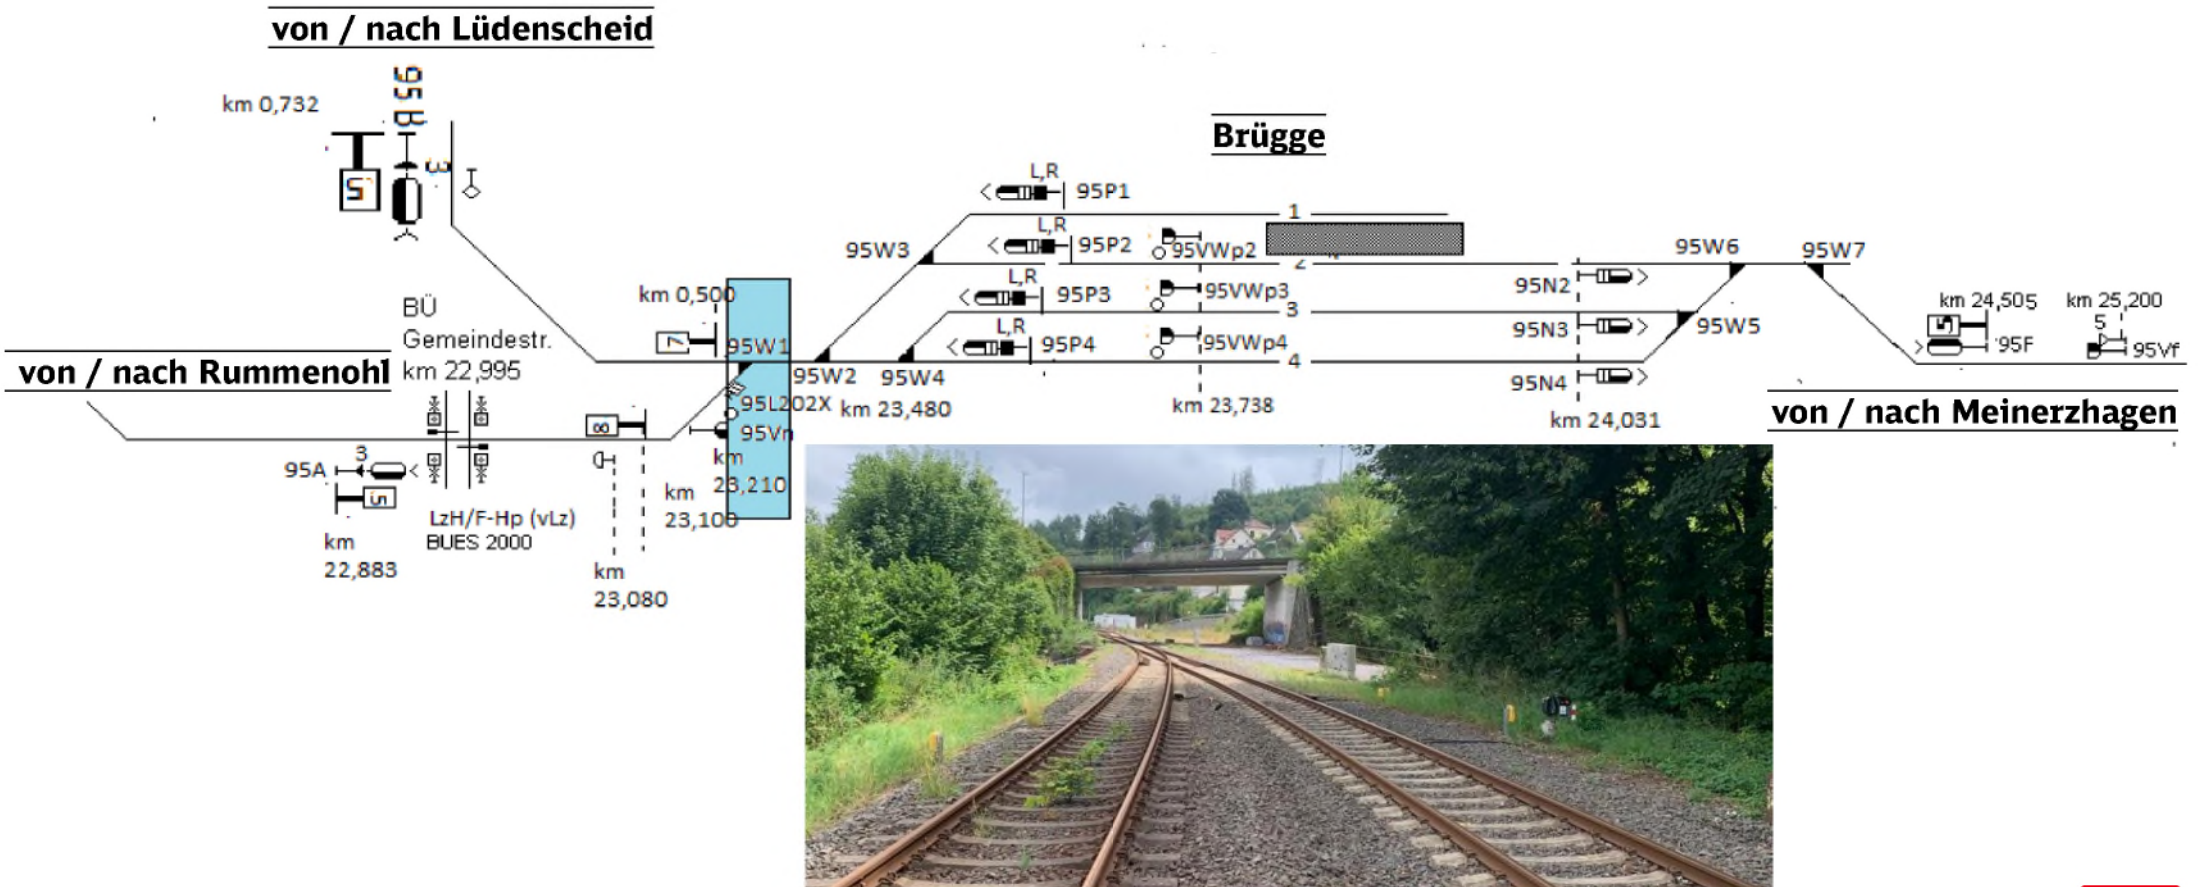 von / nach Lüdenscheid
km 0,732
95 B
3
5
Brügge
L,R
95P1
1
L,R
95P2
95VWp2
2
95W3
95W6
95W7
L,R
95P3
95VWp3
3
95N2
km 0,500
7
95W1
BÜ
Gemeindestr.
km 22,995
L,R
95P4
95VWp4
4
95N3
95W5
km 24,505
km 25,200
5
5
95F
95Vf
von / nach Rummenohl
95W2
95W4
95N4
95L202X
km 23,480
km 23,738
km 24,031
von / nach Meinerzhagen
8
95Vn
95A
3
5
km
23,210
km
23,100
LzH/F-Hp (vLz)
BUES 2000
km
22,883
km
23,080